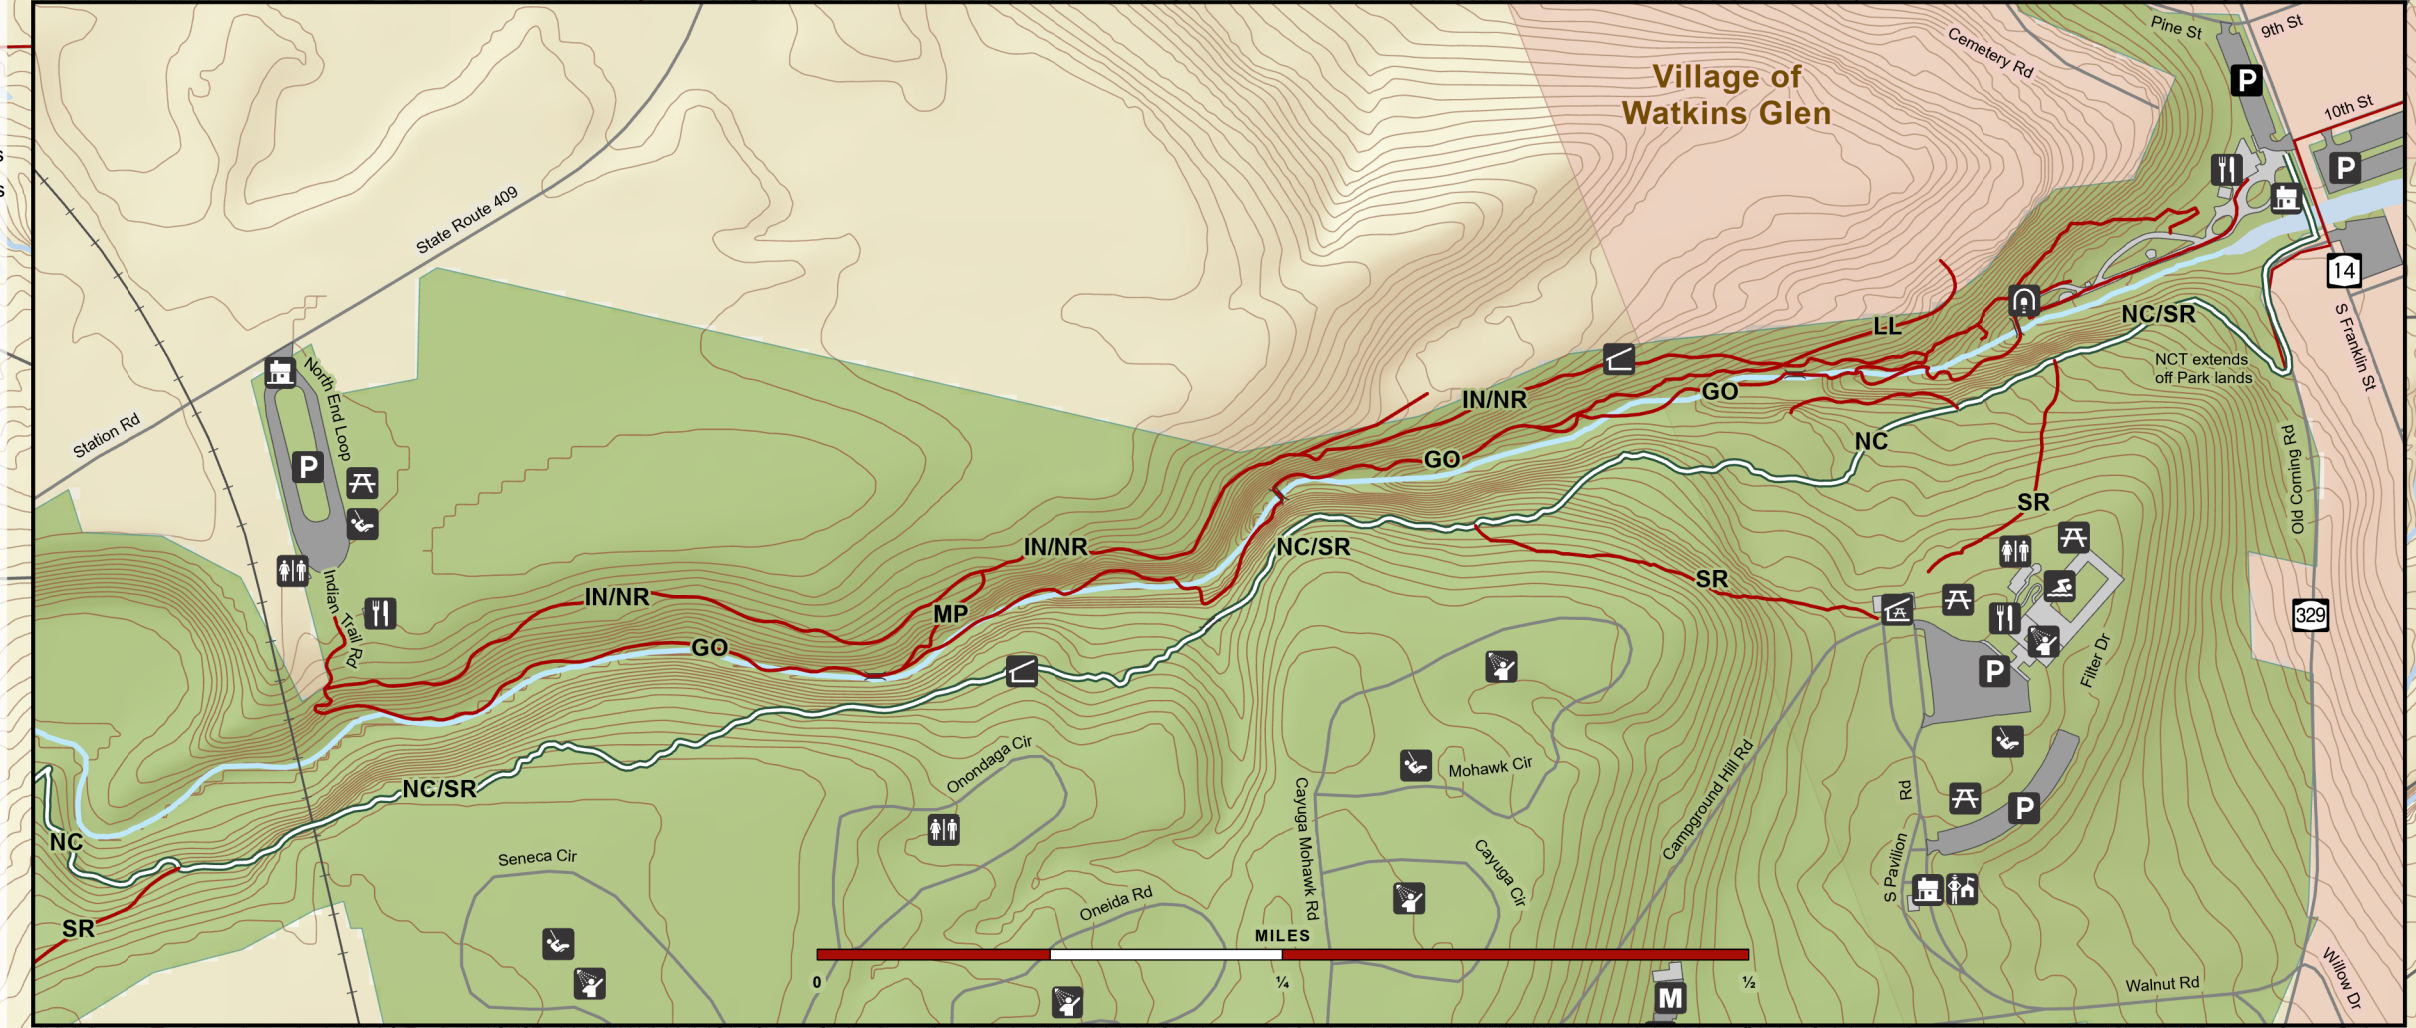 Village of
Watkins Glen
Pine St
9th St
Cemetery Rd
10th St
P
P
State Route 409
14
LL
NC/SR
NCT extends
off Park lands
S Franklin St
Station Rd
North End Loop
P
IN/NR
GO
GO
NC
Old Corning Rd
IN/NR
NC/SR
SR
SR
Indian Trail Rd
IN/NR
MP
GO
329
Filter Dr
P
NC/SR
Onondaga Cir
Mohawk Cir
Campground Hill Rd
Cayuga Mohawk Rd
Rd
P
NC
Seneca Cir
Cayuga Cir
S Pavilion
Oneida Rd
SR
MILES
0
¼
½
M
Walnut Rd
Willow Dr